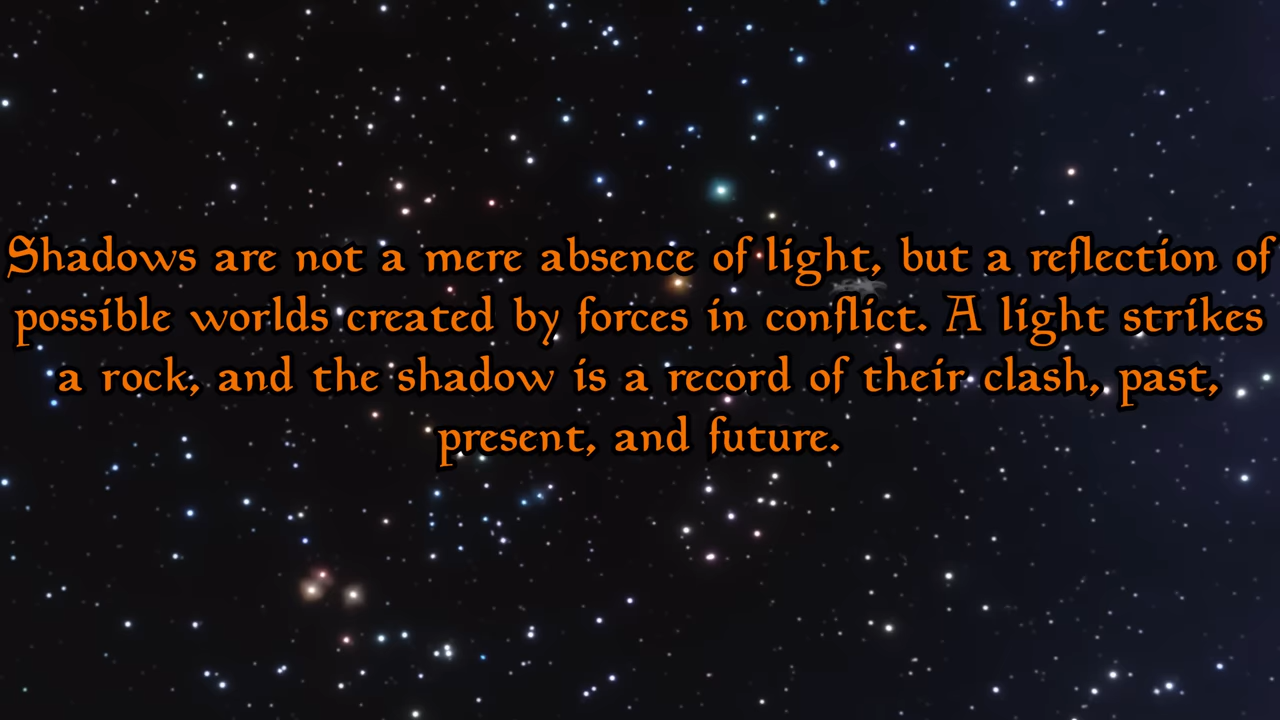 Shadows are not a mere absence of light, but a reflection of
possible worlds created by forces in conflict. A light strikes
a rock, and the shadow is a record of their clash, past,
present, and future.